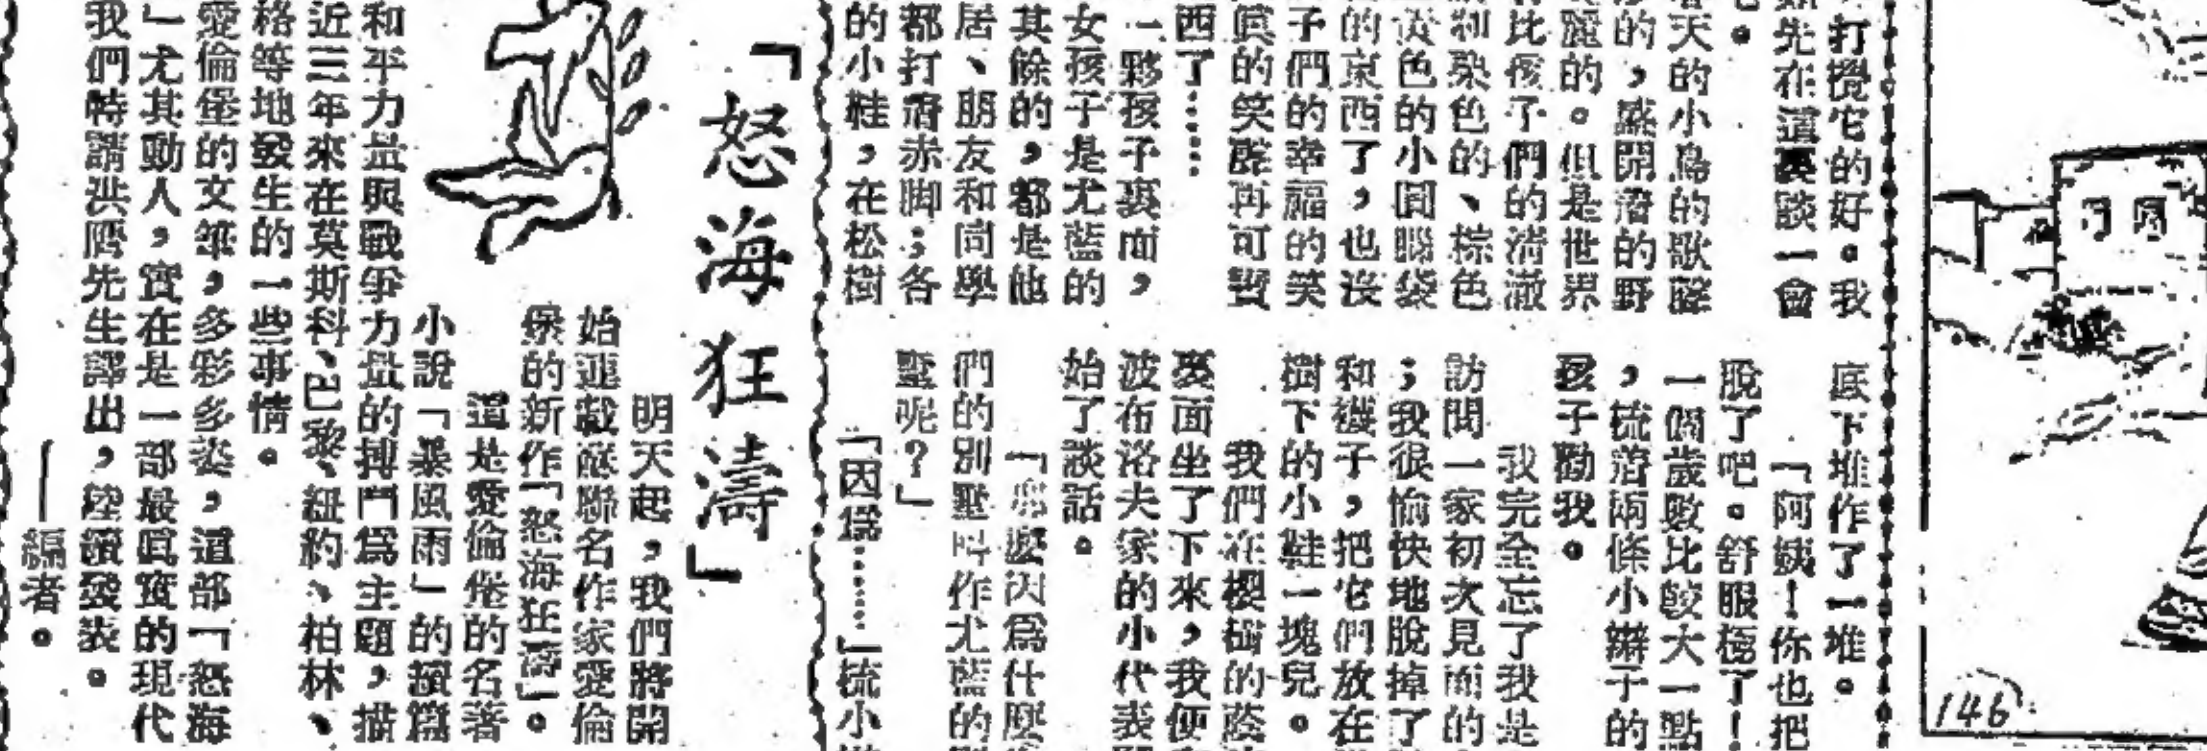 打攪它的好。我
先在這裏談一會
。
天的小鳥的歌聲
的，盛開着的野
麗的。但是世界
比孩子們的清澈
和染色的、棕色
淡色的小圓腦袋
的東西了，也沒
子們的幸福的笑
眞的笑聲再可寶
西了……
一夥孩子裏面，
女孩子是尤藍的
其餘的，都是他
居、朋友和同學
都打着赤脚；各
的小鞋，在松樹
底下堆作了一堆。
「阿姨！你也把
脫了吧。舒服極了！
一個歲數比較大一點
，梳着兩條小辮子的
孩子勸我。
我完全忘了我是
訪問一家初次見面的
；我很愉快地脫掉了
和襪子，把它們放在
樹下的小鞋一塊兒。
我們在櫻樹的蔭
裏面坐了下來，我便
波布洛夫家的小代表
始了談話。
「那麼因爲什麼
們的別墅呌作尤藍的
墅呢？」
「因爲……」梳小
「怒海狂濤」
明天起，我們將開
始連載蘇聯名作家愛倫
堡的新作「怒海狂濤」。
這是愛倫堡的名著
小說「暴風雨」的續篇
和平力量與戰爭力量的搏鬥爲主題，描
近三年來在莫斯科、巴黎、紐約、柏林、
格等地發生的一些事情。
愛倫堡的文筆，多彩多姿，這部「怒海
」尤其動人，實在是一部最眞實的現代
我們特請洪膺先生譯出，陸續發表。
——編者。
146